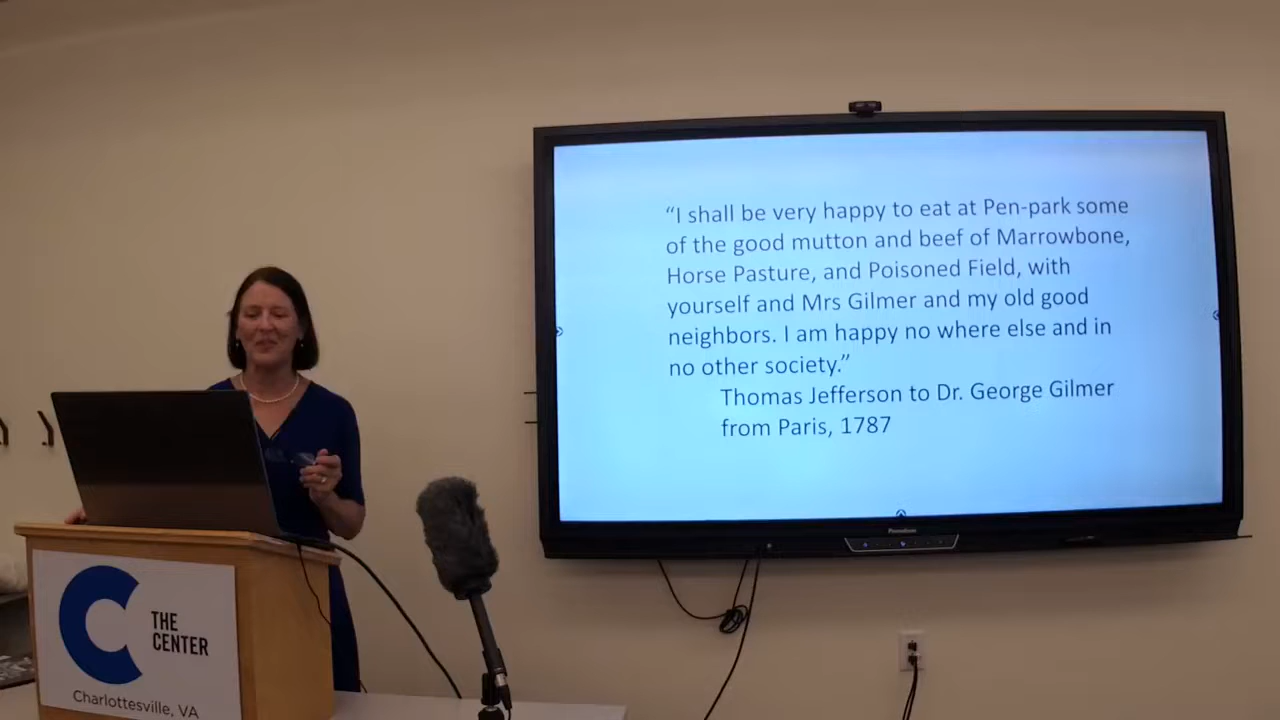 “I shall be very happy to eat at Pen-park some
of the good mutton and beef of Marrowbone,
Horse Pasture, and Poisoned Field, with
yourself and Mrs Gilmer and my old good
neighbors. I am happy no where else and in
no other society.”
Thomas Jefferson to Dr. George Gilmer
from Paris, 1787
THE
CENTER
Charlottesville, VA